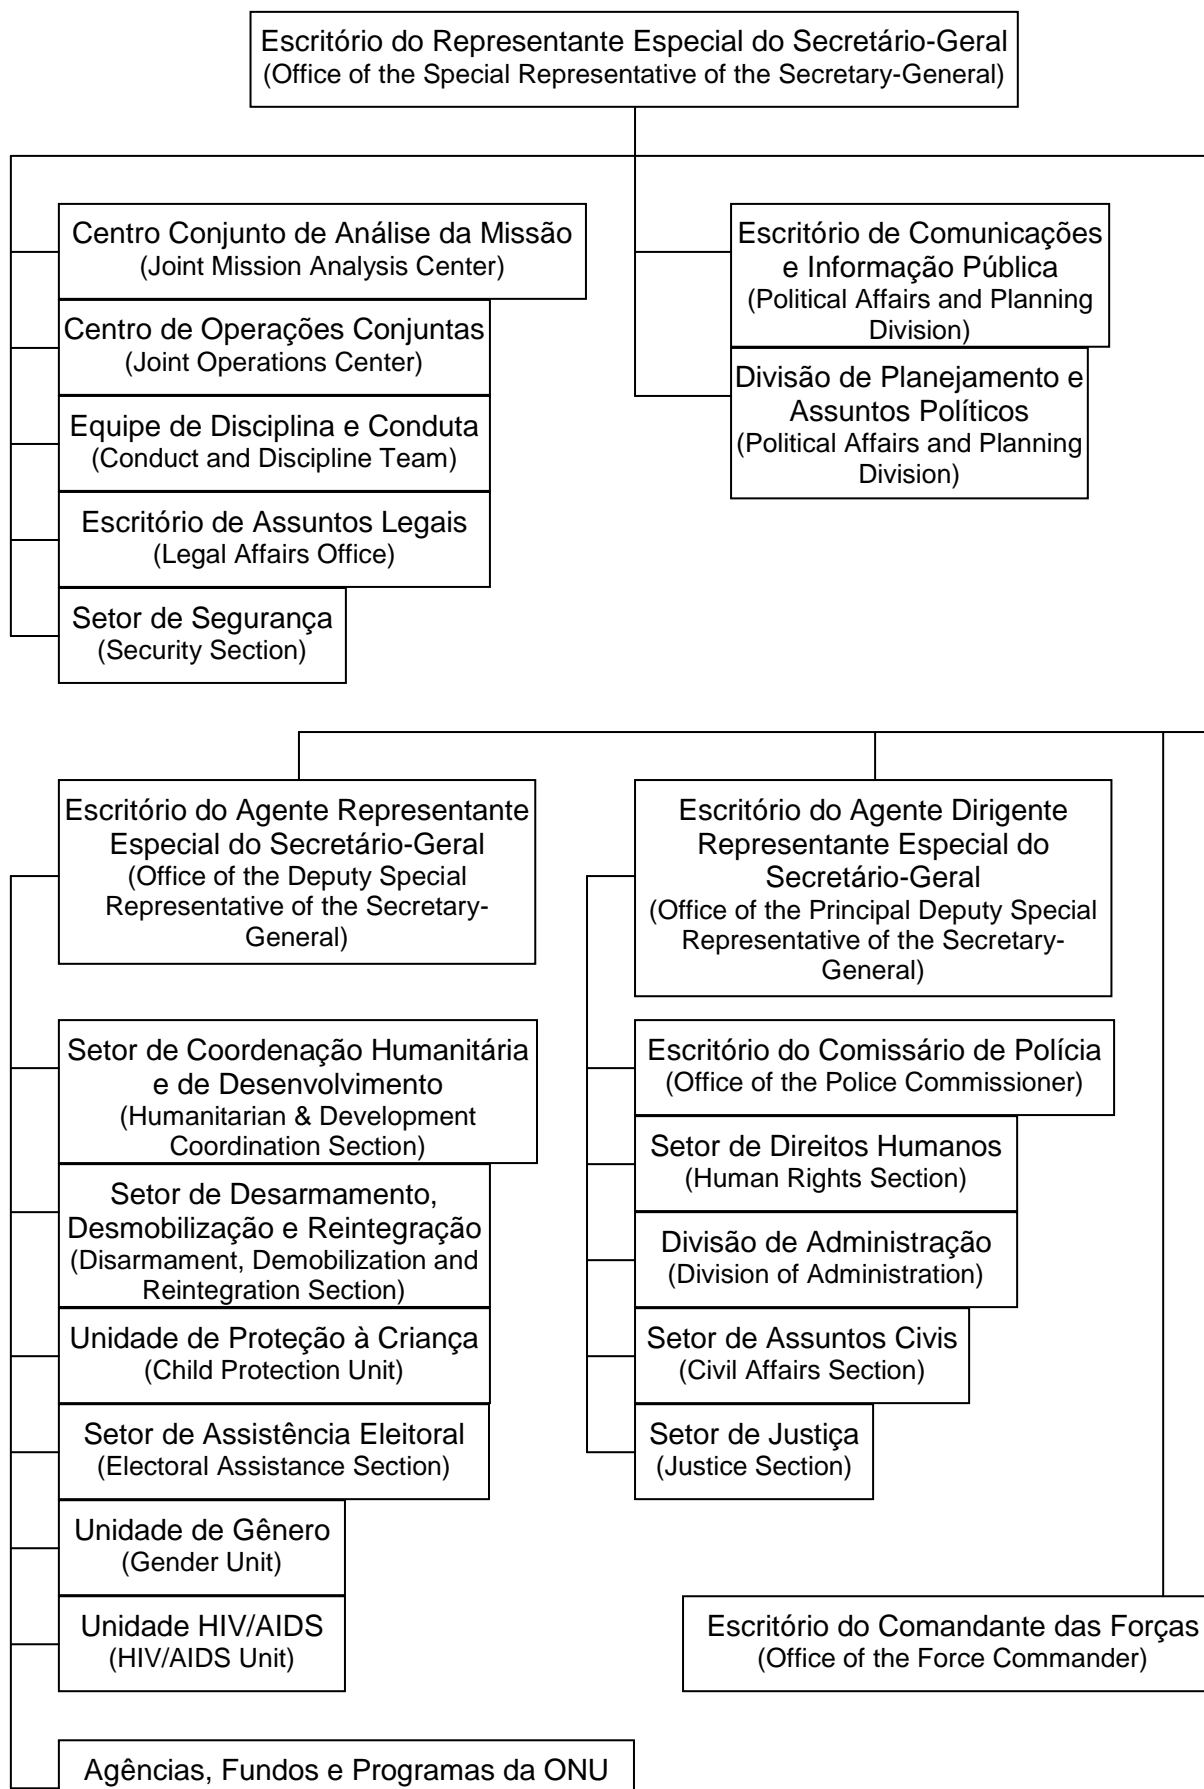 Escritório do Representante Especial do Secretário-Geral
(Office of the Special Representative of the Secretary-General)
Centro Conjunto de Análise da Missão
(Joint Mission Analysis Center)
Centro de Operações Conjuntas
(Joint Operations Center)
Equipe de Disciplina e Conduta
(Conduct and Discipline Team)
Escritório de Assuntos Legais
(Legal Affairs Office)
Setor de Segurança
(Security Section)
Escritório de Comunicações
e Informação Pública
(Political Affairs and Planning
Division)
Divisão de Planejamento e
Assuntos Políticos
(Political Affairs and Planning
Division)
Escritório do Agente Representante
Especial do Secretário-Geral
(Office of the Deputy Special
Representative of the Secretary-
General)
Setor de Coordenação Humanitária
e de Desenvolvimento
(Humanitarian & Development
Coordination Section)
Setor de Desarmamento,
Desmobilização e Reintegração
(Disarmament, Demobilization and
Reintegration Section)
Unidade de Proteção à Criança
(Child Protection Unit)
Setor de Assistência Eleitoral
(Electoral Assistance Section)
Unidade de Gênero
(Gender Unit)
Unidade HIV/AIDS
(HIV/AIDS Unit)
Agências, Fundos e Programas da ONU
Escritório do Agente Dirigente
Representante Especial do
Secretário-Geral
(Office of the Principal Deputy Special
Representative of the Secretary-
General)
Escritório do Comissário de Polícia
(Office of the Police Commissioner)
Setor de Direitos Humanos
(Human Rights Section)
Divisão de Administração
(Division of Administration)
Setor de Assuntos Civis
(Civil Affairs Section)
Setor de Justiça
(Justice Section)
Escritório do Comandante das Forças
(Office of the Force Commander)